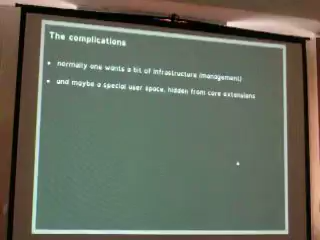 The complications
• normally one wants a bit of infrastructure (management)
• and maybe a special user space, hidden from core extensions